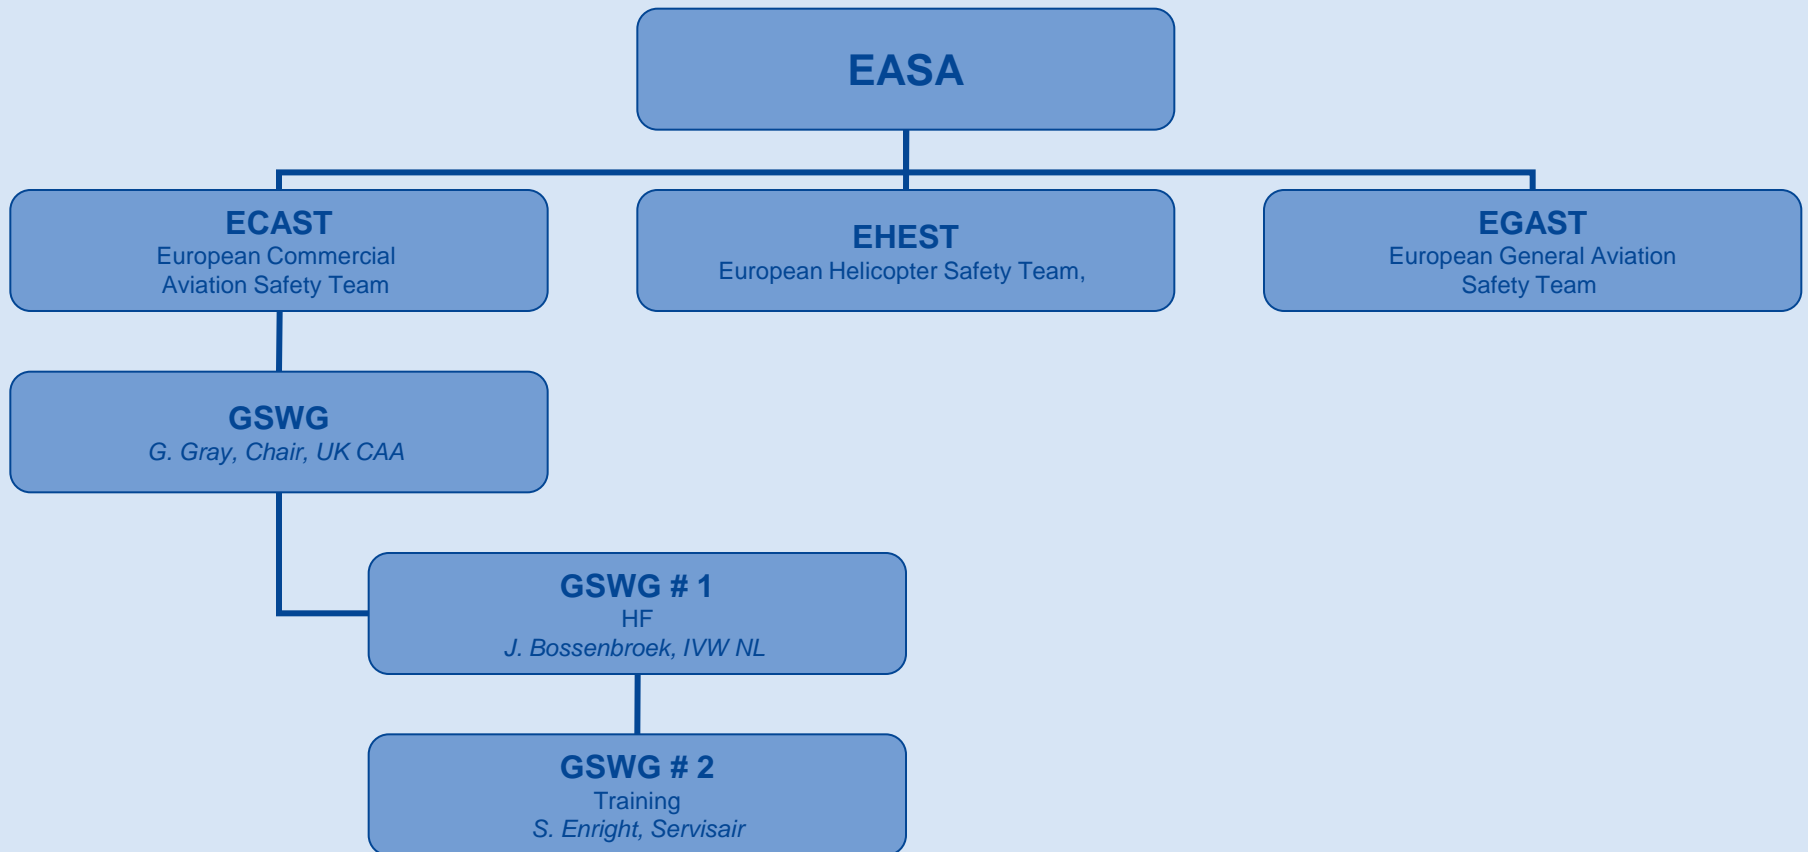 EASA
ECAST
European Commercial
Aviation Safety Team
EHEST
European Helicopter Safety Team,
EGAST
European General Aviation
Safety Team
GSWG
G. Gray, Chair, UK CAA
GSWG # 1
HF
J. Bossenbroek, IVW NL
GSWG # 2
Training
S. Enright, Servisair